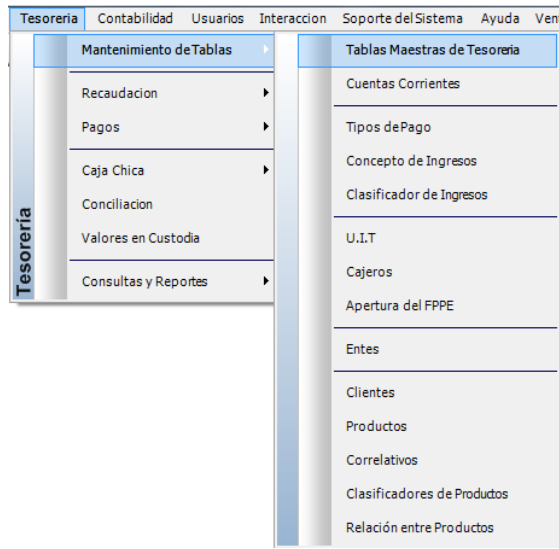 Tesoreria Contabilidad Usuarios Interaccion Soporte del Sistema Ayuda Ven
Mantenimiento de Tablas
Recaudacion
Pagos
Caja Chica
Conciliacion
Valores en Custodia
Consultas y Reportes
Tesorería
Tablas Maestras de Tesoreria
Cuentas Corrientes
Tipos de Pago
Concepto de Ingresos
Clasificador de Ingresos
U.I.T
Cajeros
Apertura del FPPE
Entes
Clientes
Productos
Correlativos
Clasificadores de Productos
Relación entre Productos